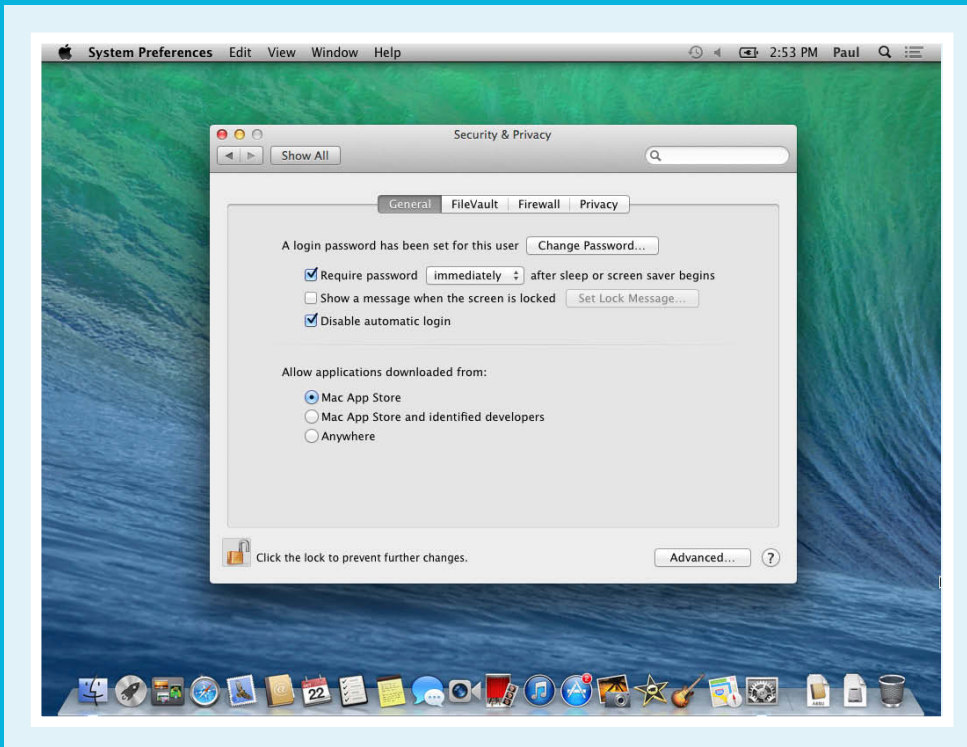 System Preferences Edit View Window Help 2:53 PM Paul
Security & Privacy
Show All
General FileVault Firewall Privacy
A login password has been set for this user Change Password...
Require password immediately after sleep or screen saver begins
Show a message when the screen is locked Set Lock Message...
Disable automatic login
Allow applications downloaded from:
Mac App Store
Mac App Store and identified developers
Anywhere
Click the lock to prevent further changes. Advanced... ?
22